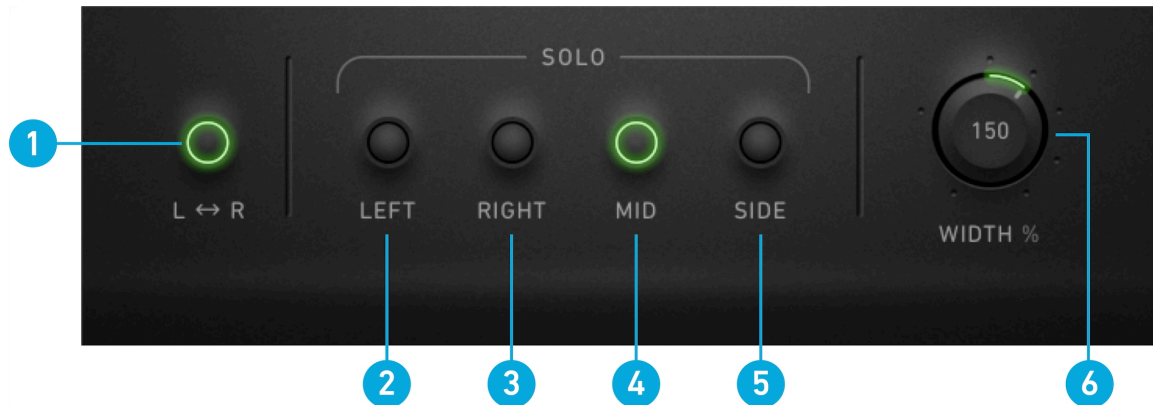 SOLO
150
1
L ↔ R
LEFT
RIGHT
MID
SIDE
WIDTH %
2
3
4
5
6